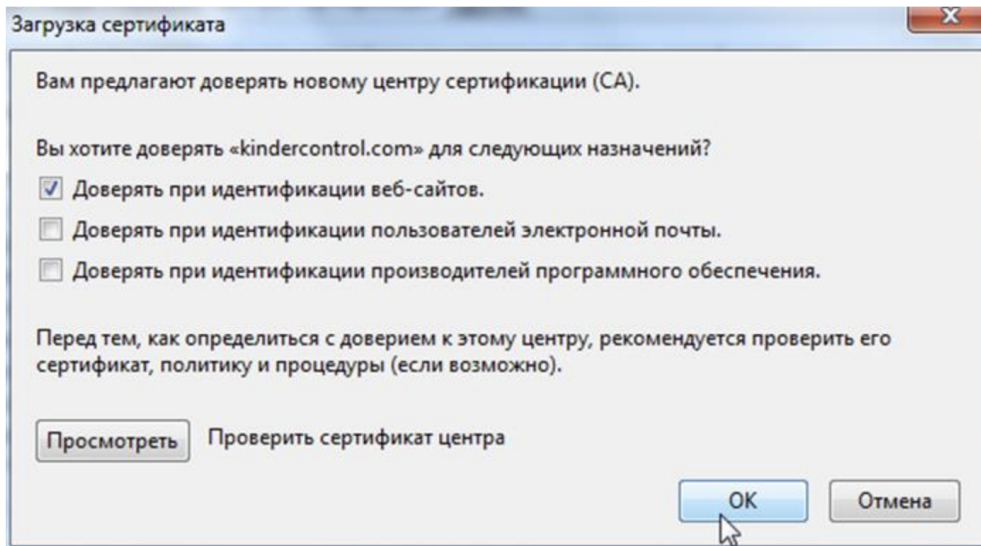 Загрузка сертификата
Вам предлагают доверять новому центру сертификации (CA).
Вы хотите доверять «kindercontrol.com» для следующих назначений?
Доверять при идентификации веб-сайтов.
Доверять при идентификации пользователей электронной почты.
Доверять при идентификации производителей программного обеспечения.
Перед тем, как определиться с доверием к этому центру, рекомендуется проверить его
сертификат, политику и процедуры (если возможно).
Просмотреть Проверить сертификат центра
ОК Отмена